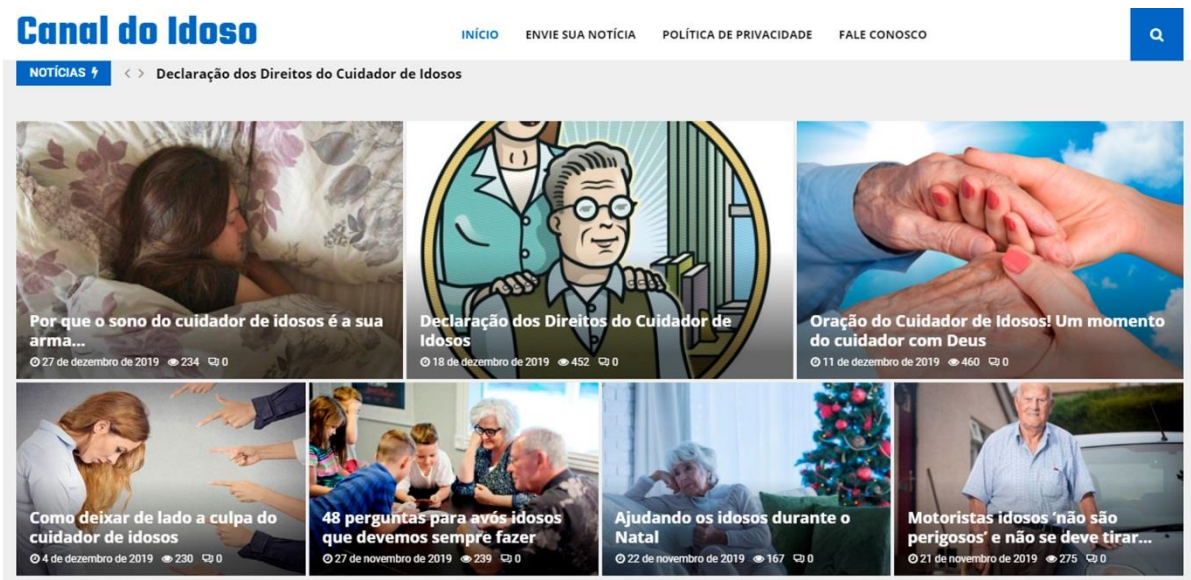 Canal do Idoso
INÍCIO ENVIE SUA NOTÍCIA POLÍTICA DE PRIVACIDADE FALE CONOSCO
NOTÍCIAS Declaração dos Direitos do Cuidador de Idosos
Por que o sono do cuidador de idosos é a sua
arma...
27 de dezembro de 2019 234 0
Declaração dos Direitos do Cuidador de
Idosos
18 de dezembro de 2019 452 0
Oração do Cuidador de Idosos! Um momento
do cuidador com Deus
11 de dezembro de 2019 460 0
Como deixar de lado a culpa do
cuidador de idosos
4 de dezembro de 2019 230 0
48 perguntas para avós idosos
que devemos sempre fazer
27 de novembro de 2019 239 0
Ajudando os idosos durante o
Natal
22 de novembro de 2019 167 0
Motoristas idosos ‘não são
perigosos’ e não se deve tirar...
21 de novembro de 2019 275 0